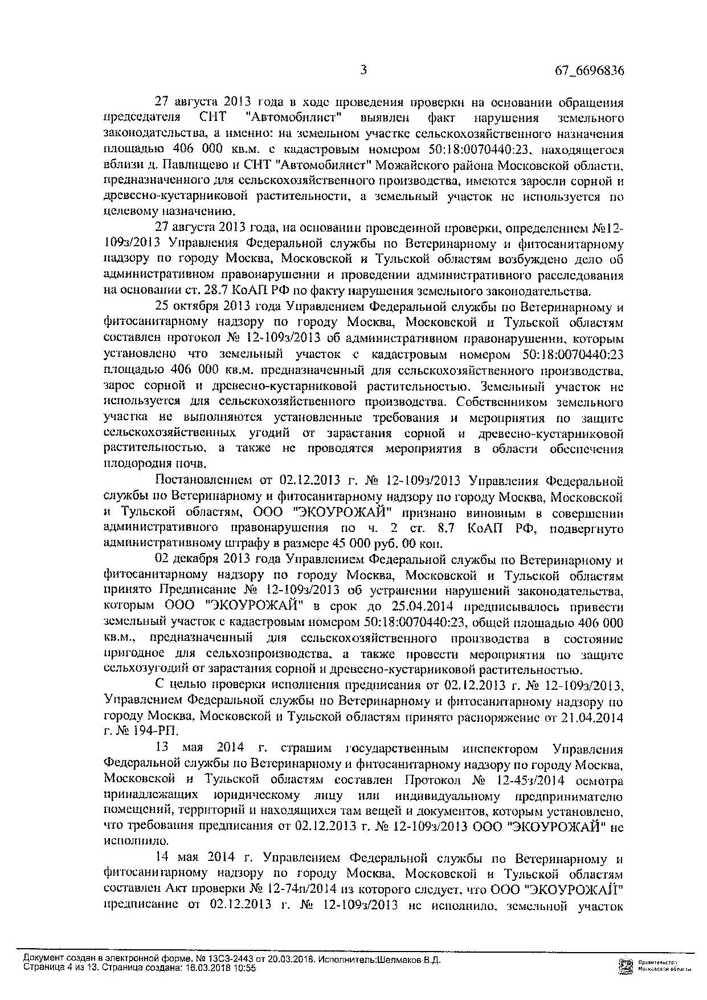 3 67_6696836
27 августа 2013 года в ходе проведения проверки на основании обращения
председателя СНТ "Автомобилист" выявлен факт нарушения земельного
законодательства, а именно: на земельном участке сельскохозяйственного назначения
площадью 406 000 кв.м. с кадастровым номером 50:18:0070440:23, находящегося
вблизи д. Павлищево и СНТ "Автомобилист" Можайского района Московской области,
предназначенного для сельскохозяйственного производства, имеются заросли сорной и
древесно-кустарниковой растительности, а земельный участок не используется по
целевому назначению.
27 августа 2013 года, на основании проведенной проверки, определением №12-
109з/2013 Управления Федеральной службы по Ветеринарному и фитосанитарному
надзору по городу Москва, Московской и Тульской областям возбуждено дело об
административном правонарушении и проведении административного расследования
на основании ст. 28.7 КоАП РФ по факту нарушения земельного законодательства.
25 октября 2013 года Управлением Федеральной службы по Ветеринарному и
фитосанитарному надзору по городу Москва, Московской и Тульской областям
составлен протокол № 12-109з/2013 об административном правонарушении, которым
установлено что земельный участок с кадастровым номером 50:18:0070440:23
площадью 406 000 кв.м. предназначенный для сельскохозяйственного производства,
зарос сорной и древесно-кустарниковой растительностью. Земельный участок не
используется для сельскохозяйственного производства. Собственником земельного
участка не выполняются установленные требования и мероприятия по защите
сельскохозяйственных угодий от зарастания сорной и древесно-кустарниковой
растительностью, а также не проводятся мероприятия в области обеспечения
плодородия почв.
Постановлением от 02.12.2013 г. № 12-109з/2013 Управления Федеральной
службы по Ветеринарному и фитосанитарному надзору по городу Москва, Московской
и Тульской областям, ООО "ЭКОУРОЖАЙ" признано виновным в совершении
административного правонарушения по ч. 2 ст. 8.7 КоАП РФ, подвергнуто
административному штрафу в размере 45 000 руб. 00 коп.
02 декабря 2013 года Управлением Федеральной службы по Ветеринарному и
фитосанитарному надзору по городу Москва, Московской и Тульской областям
принято Предписание № 12-109з/2013 об устранении нарушений законодательства,
которым ООО "ЭКОУРОЖАЙ" в срок до 25.04.2014 предписывалось привести
земельный участок с кадастровым номером 50:18:0070440:23, общей площадью 406 000
кв.м., предназначенный для сельскохозяйственного производства в состояние
пригодное для сельхозпроизводства, а также провести мероприятия по защите
сельхозугодий от зарастания сорной и древесно-кустарниковой растительностью.
С целью проверки исполнения предписания от 02.12.2013 г. № 12-109з/2013,
Управлением Федеральной службы по Ветеринарному и фитосанитарному надзору по
городу Москва, Московской и Тульской областям принято распоряжение от 21.04.2014
г. № 194-РП.
13 мая 2014 г. страшим государственным инспектором Управления
Федеральной службы по Ветеринарному и фитосанитарному надзору по городу Москва,
Московской и Тульской областям составлен Протокол № 12-45з/2014 осмотра
принадлежащих юридическому лицу или индивидуальному предпринимателю
помещений, территорий и находящихся там вещей и документов, которым установлено,
что требования предписания от 02.12.2013 г. № 12-109з/2013 ООО "ЭКОУРОЖАЙ" не
исполнило.
14 мая 2014 г. Управлением Федеральной службы по Ветеринарному и
фитосанитарному надзору по городу Москва, Московской и Тульской областям
составлен Акт проверки № 12-74п/2014 из которого следует, что ООО "ЭКОУРОЖАЙ"
предписание от 02.12.2013 г. № 12-109з/2013 не исполнило, земельной участок
Документ создан в электронной форме. № 13СЗ-2443 от 20.03.2018. Исполнитель:Шелмаков В.Д.
Страница 4 из 13. Страница создана: 16.03.2018 10:55
Правительство
Московской области